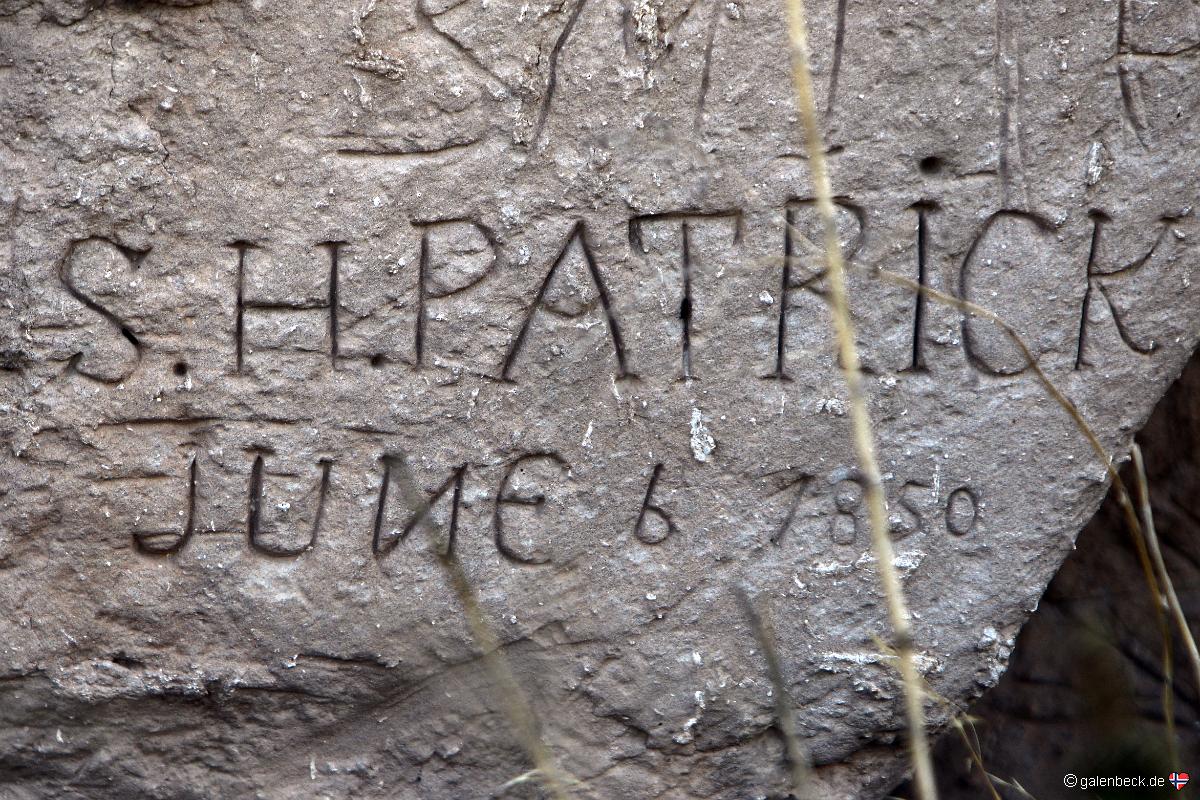 S. H. PATRICK
JUNE 6 1850
©galenbeck.de